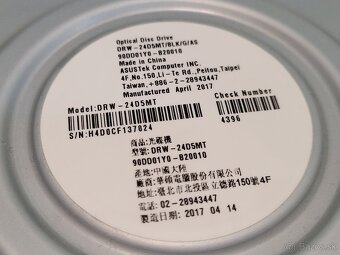 Optical Disc Drive
DRW-24D5MT/BLK/G/AS
90DD01Y0-B20010
Made in China
ASUSTek Computer INC.
4F.No.150,Li-Te Rd.,Peitou,Taipei
Taiwan,+886-2-28943447
Manufactured April 2017
Model:DRW-24D5MT
Check Number
S/N:H4D0CF137024
4396
商品:光碟機
型號:DRW-24D5MT
90DD01Y0-B20010
產地:中國大陸
廠商:華碩電腦股份有限公司
地址:臺北市北投區立德路150號4F
電話:02-28943447
製造日期:2017 04 14